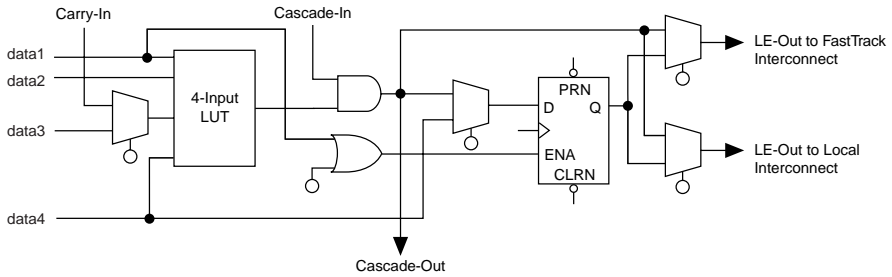 Carry-In
Cascade-In
data1
data2
data3
data4
4-Input
LUT
PRN
D
Q
ENA
CLRN
LE-Out to FastTrack
Interconnect
LE-Out to Local
Interconnect
Cascade-Out